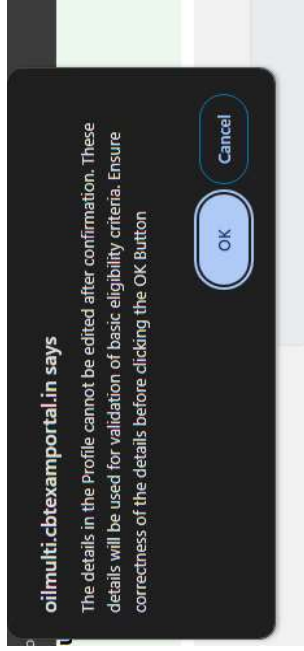 oilmulti.cbtexamportal.in says
The details in the Profile cannot be edited after confirmation. These
details will be used for validation of basic eligibility criteria. Ensure
correctness of the details before clicking the OK Button
OK
Cancel